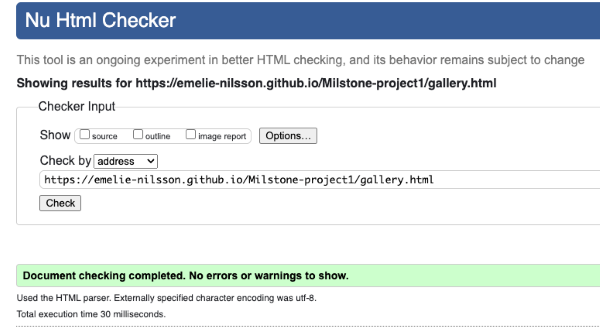 Nu Html Checker
This tool is an ongoing experiment in better HTML checking, and its behavior remains subject to change
Showing results for https://emelie-nilsson.github.io/Milstone-project1/gallery.html
Checker Input
Show source outline image report Options...
Check by address
https://emelie-nilsson.github.io/Milstone-project1/gallery.html
Check
Document checking completed. No errors or warnings to show.
Used the HTML parser. Externally specified character encoding was utf-8.
Total execution time 30 milliseconds.